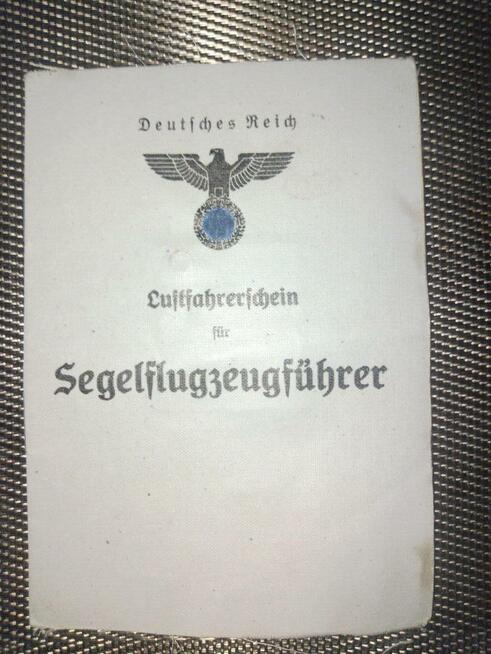 Deutsches Reich
Luftfahrerschein
für
Segelflugzeugführer